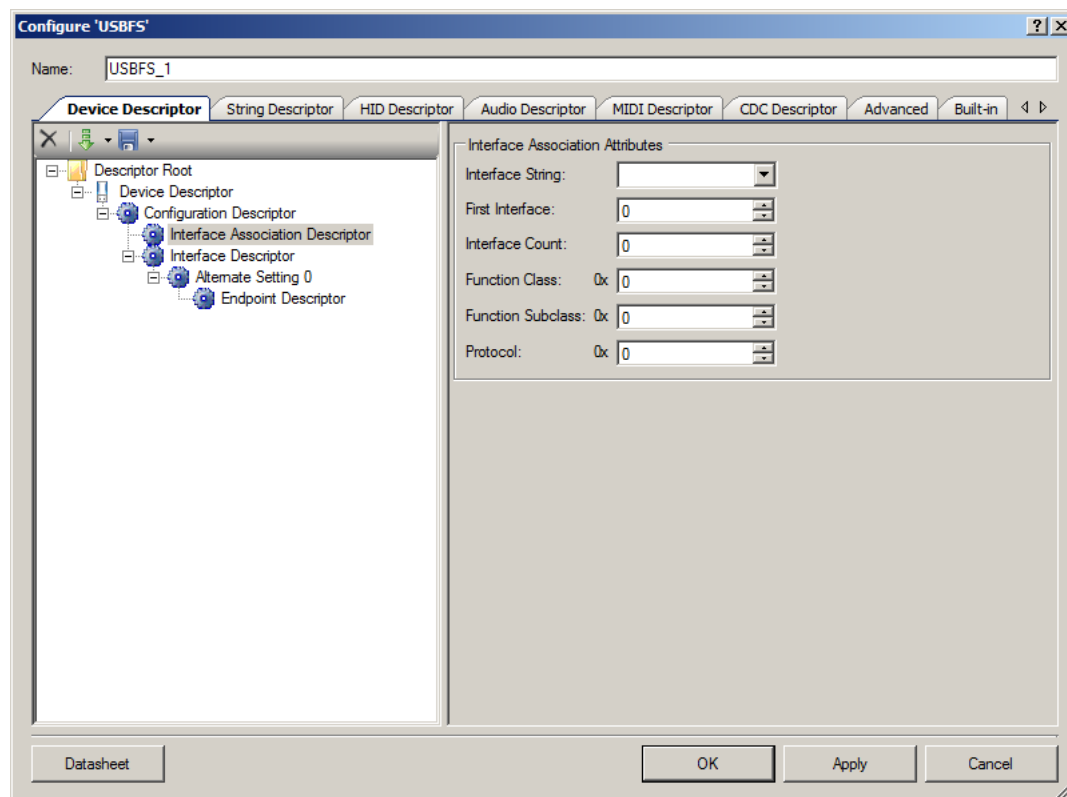 Configure 'USBFS'
Name: USBFS_1
Device Descriptor String Descriptor HID Descriptor Audio Descriptor MIDI Descriptor CDC Descriptor Advanced Built-in
Descriptor Root
Device Descriptor
Configuration Descriptor
Interface Association Descriptor
Interface Descriptor
Alternate Setting 0
Endpoint Descriptor
Interface Association Attributes
Interface String:
First Interface: 0
Interface Count: 0
Function Class: 0x 0
Function Subclass: 0x 0
Protocol: 0x 0
Datasheet OK Apply Cancel